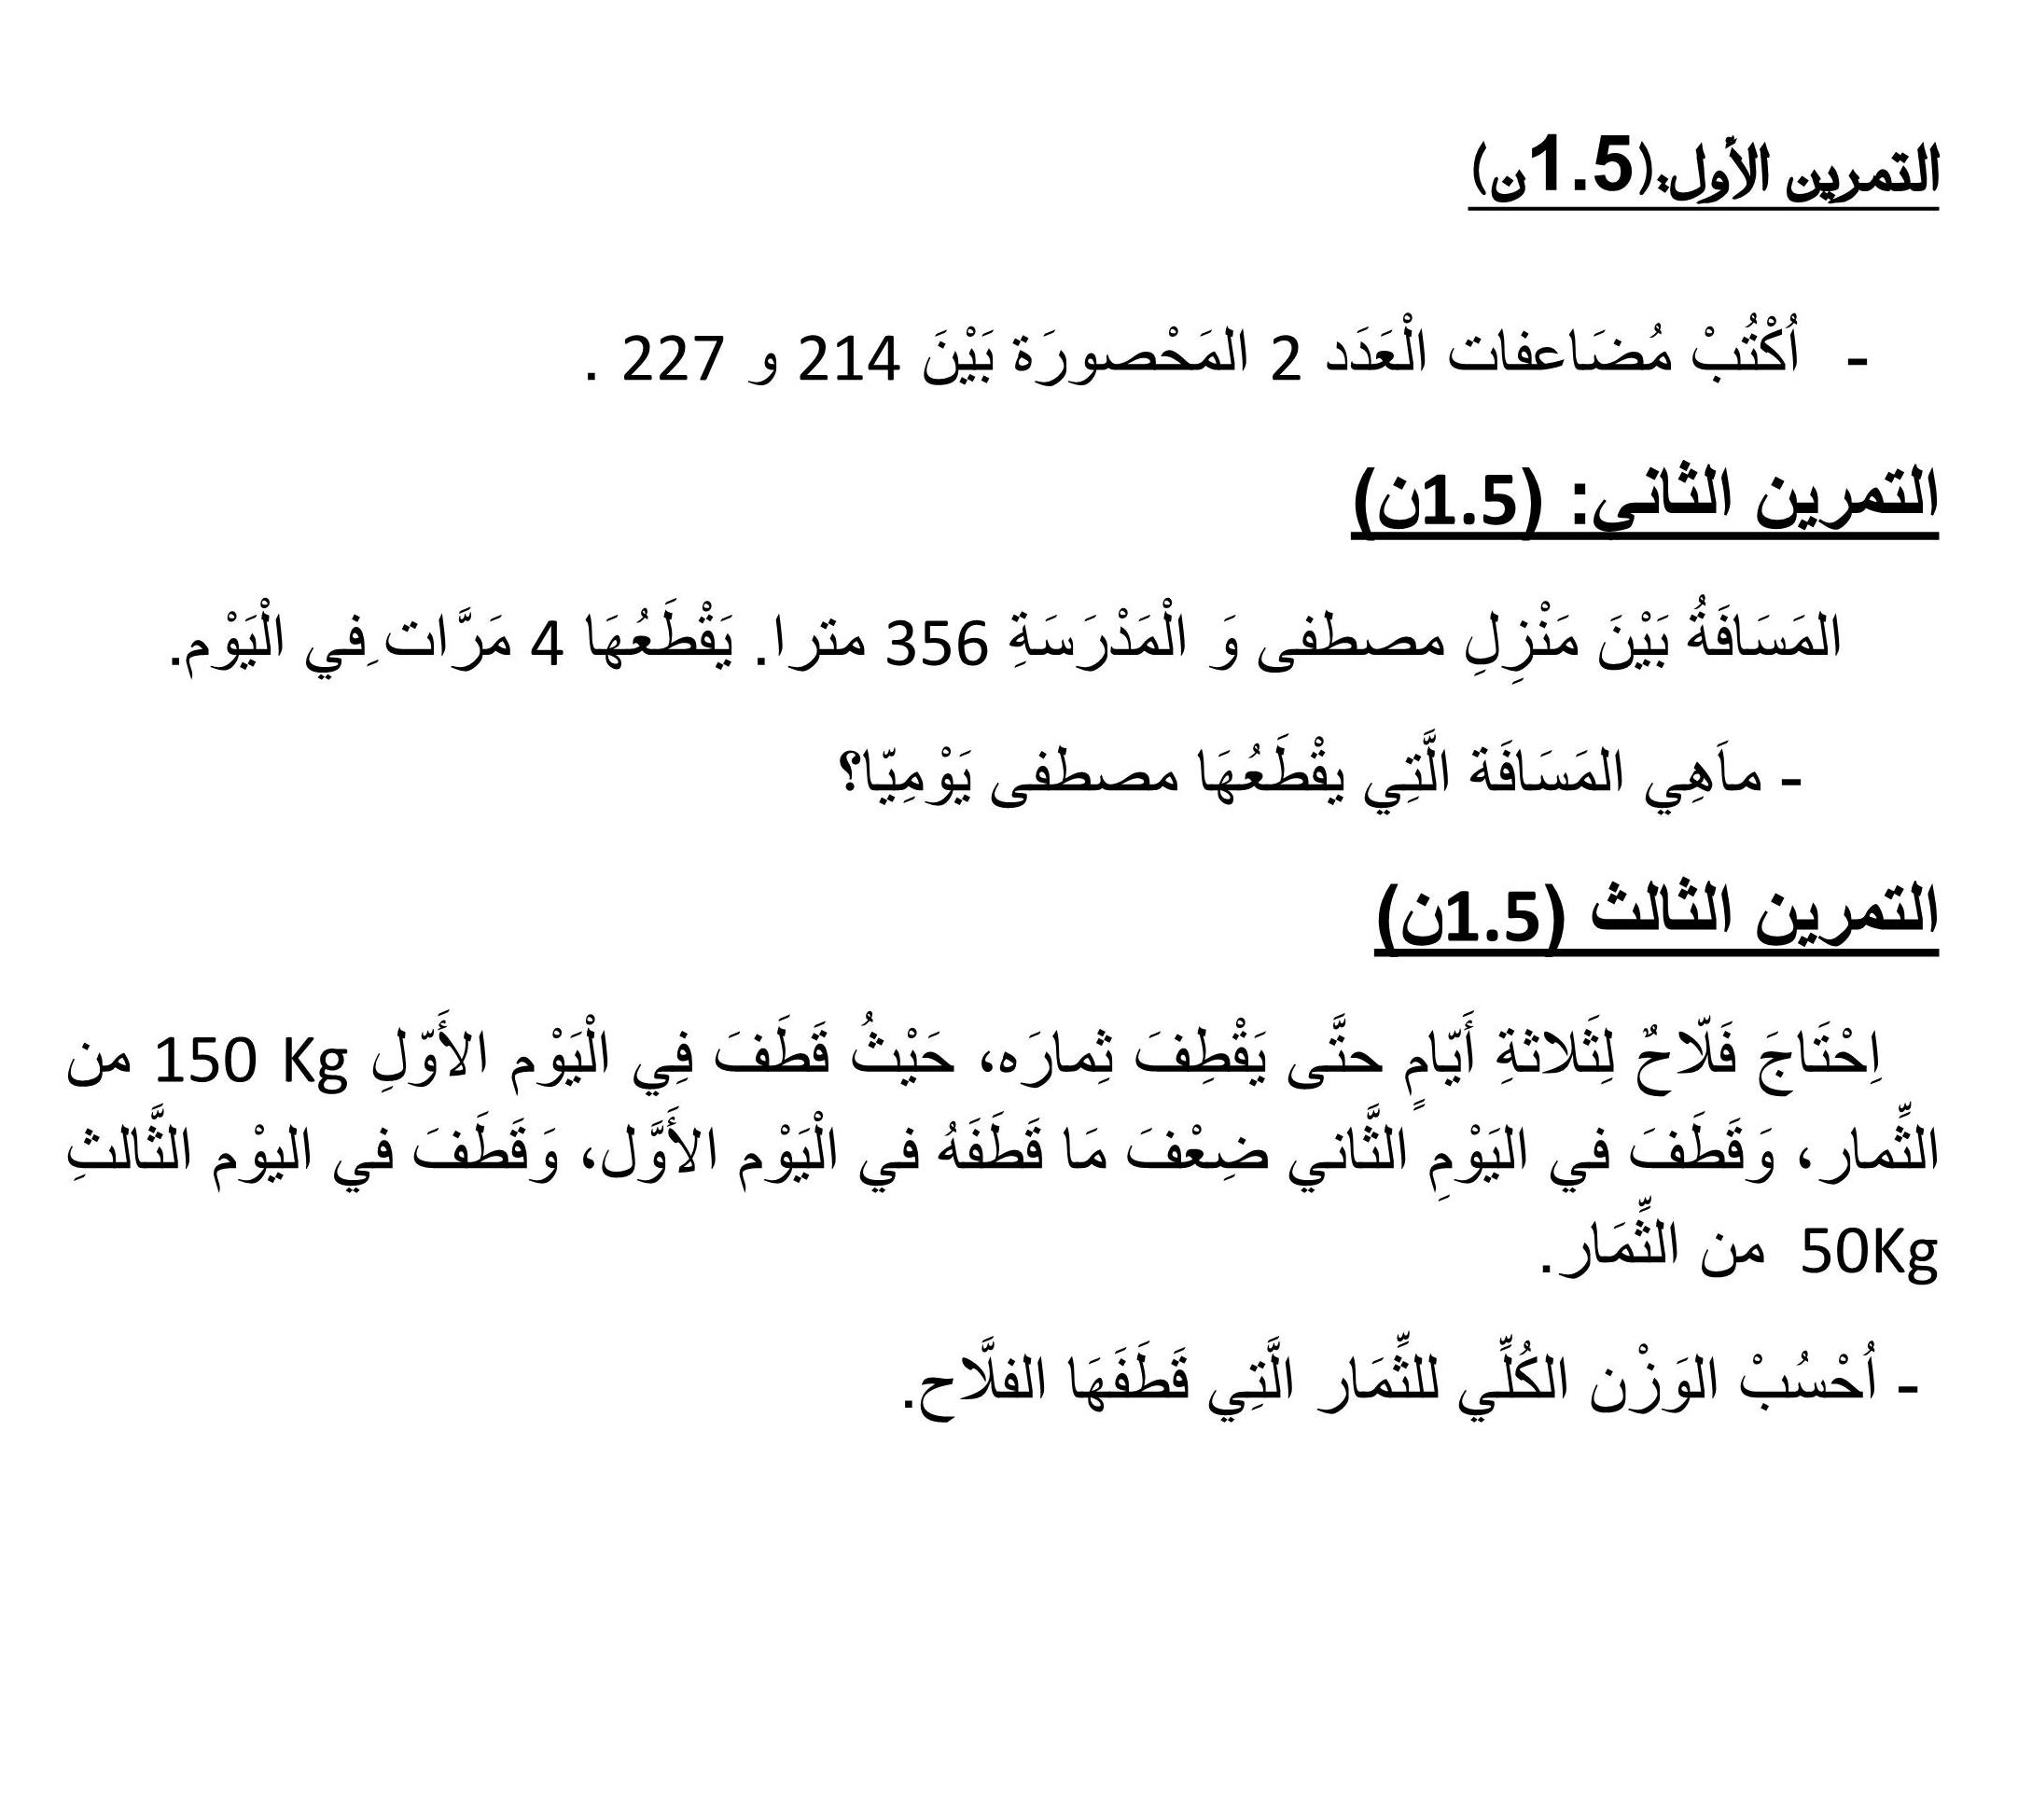 التمرين الأول:(1.5ن)
- أُكْتُبْ مُضَاعفات الْعَدَد 2 المَحْصورَة بَيْنَ 214 و 227 .
التمرين الثاني: (1.5ن)
المَسَافَةُ بَيْنَ مَنْزِلِ مصطفى وَ الْمَدْرَسَةِ 356 مترا. يَقْطَعُهَا 4 مَرَّات ِفي الْيَوْم.
- ماَهِي المَسَافَة الَّتِي يقْطَعُهَا مصطفى يَوْمِيّا؟
التمرين الثالث (1.5ن)
اِحْتَاجَ فَلّاحٌ لِثَلاثةِ أَيّامٍ حتَّى يَقْطِفَ ثِمارَه، حَيْثُ قَطَفَ فِي الْيَوْم الأَوّلِ 150 Kg من
الثِّمار، وَقَطَفَ في اليَوْمِ الثَّاني ضِعْفَ مَا قَطَفَهُ في الْيَوْم الأَوَّل، وَقَطَفَ في اليوْم الثَّالثِ
50Kg من الثِّمَار.
- اُحْسُبْ الوَزْن الكُلِّي للثِّمَار الَّتِي قَطَفَهَا الفلَّاح.